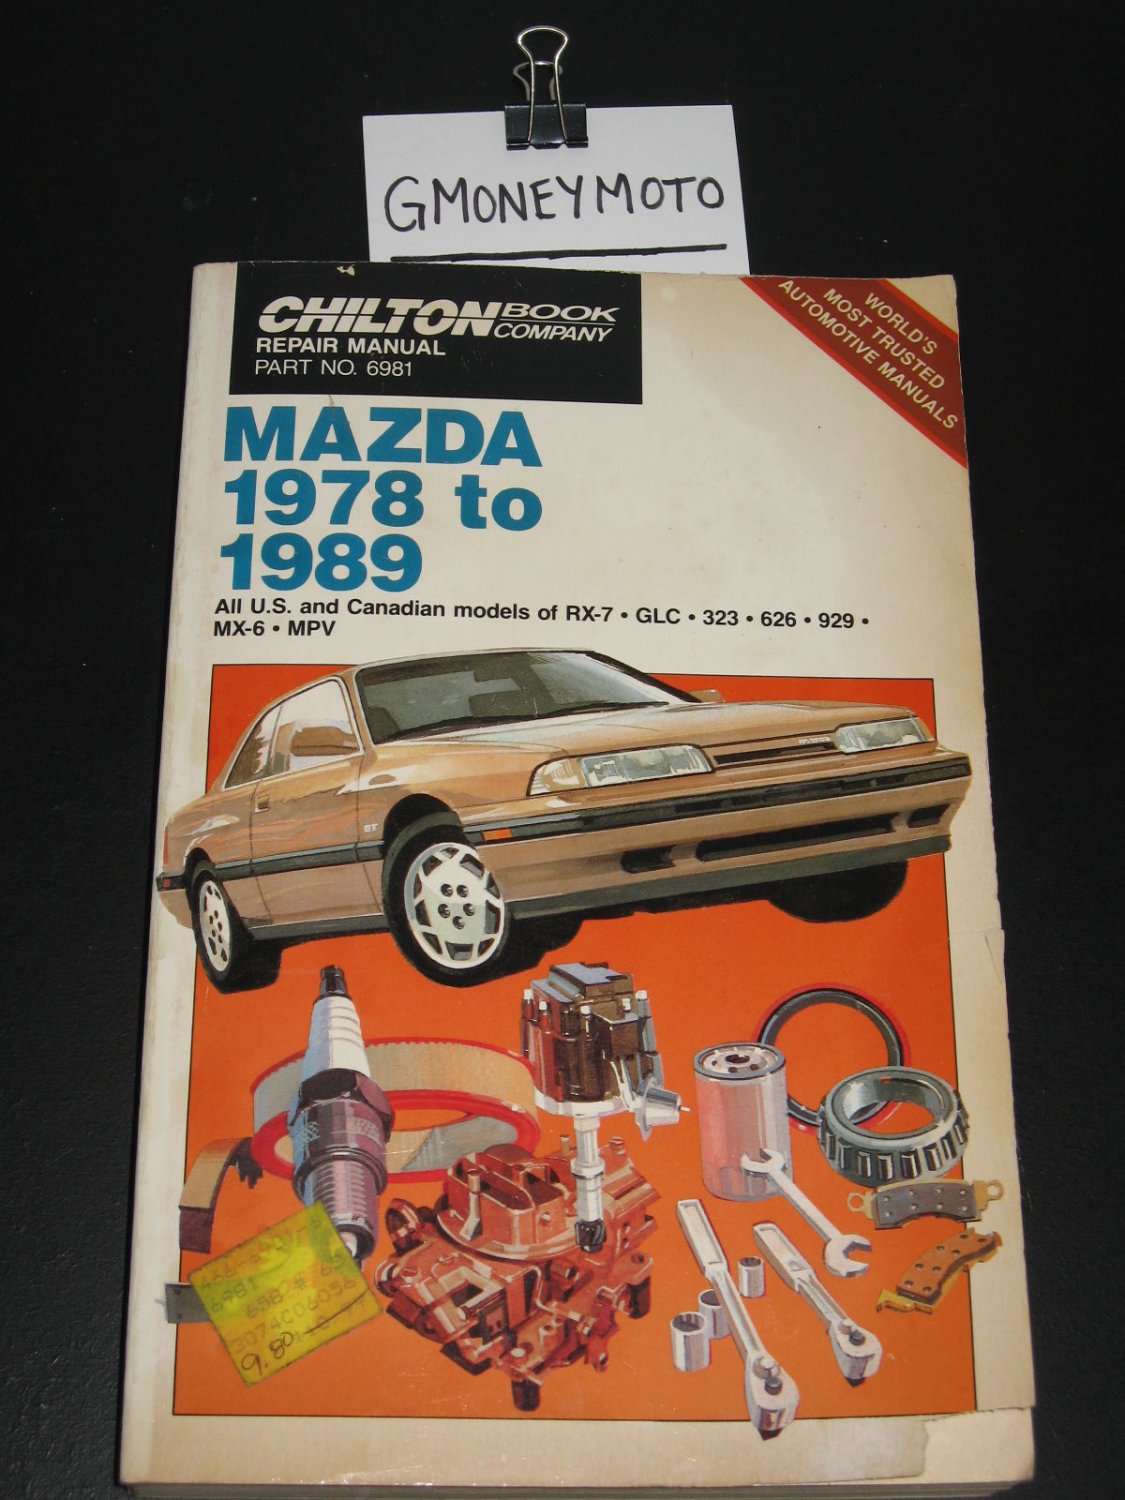 GMONEYMOTO
CHILTON BOOK COMPANY
REPAIR MANUAL
PART NO. 6981
WORLD'S
MOST TRUSTED
AUTOMOTIVE MANUALS
MAZDA
1978 to
1989
All U.S. and Canadian models of RX-7 • GLC • 323 • 626 • 929 •
MX-6 • MPV
GT
6981
9.80